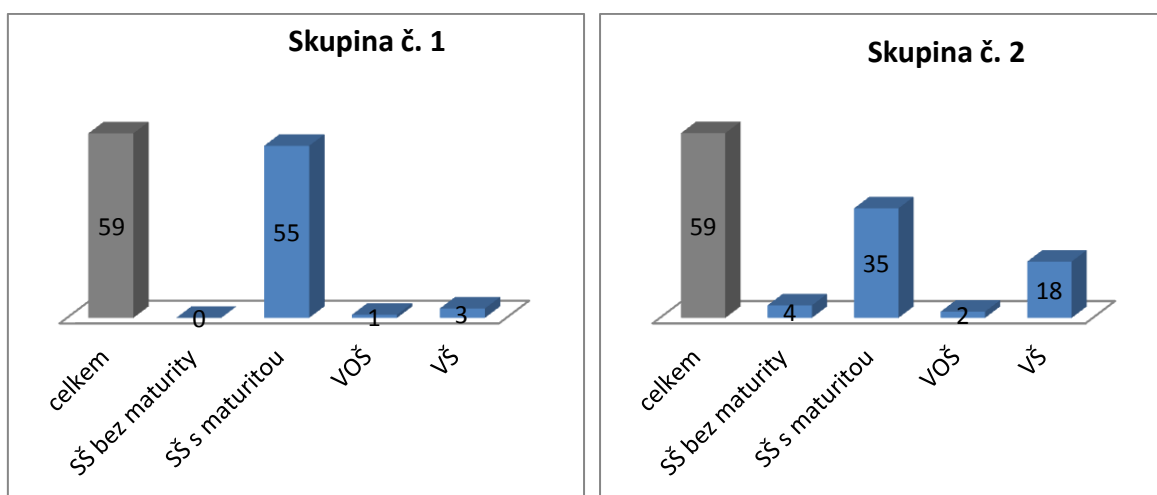 Skupina č. 1
59
0
55
1
3
celkem
SŠ bez maturity
SŠ s maturitou
VOŠ
VŠ
Skupina č. 2
59
4
35
2
18
celkem
SŠ bez maturity
SŠ s maturitou
VOŠ
VŠ